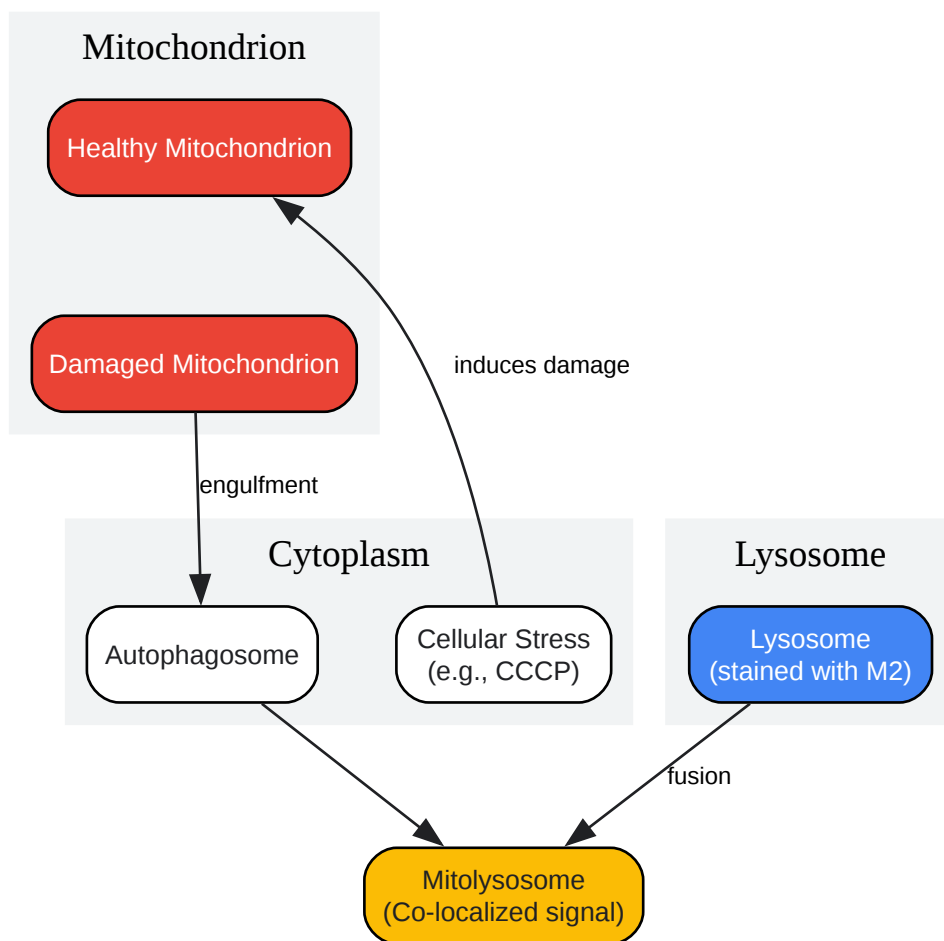 Mitochondrion
Healthy Mitochondrion
Damaged Mitochondrion
induces damage
engulfment
Cytoplasm
Lysosome
Autophagosome
Cellular Stress
(e.g., CCCP)
Lysosome
(stained with M2)
fusion
Mitolysosome
(Co-localized signal)